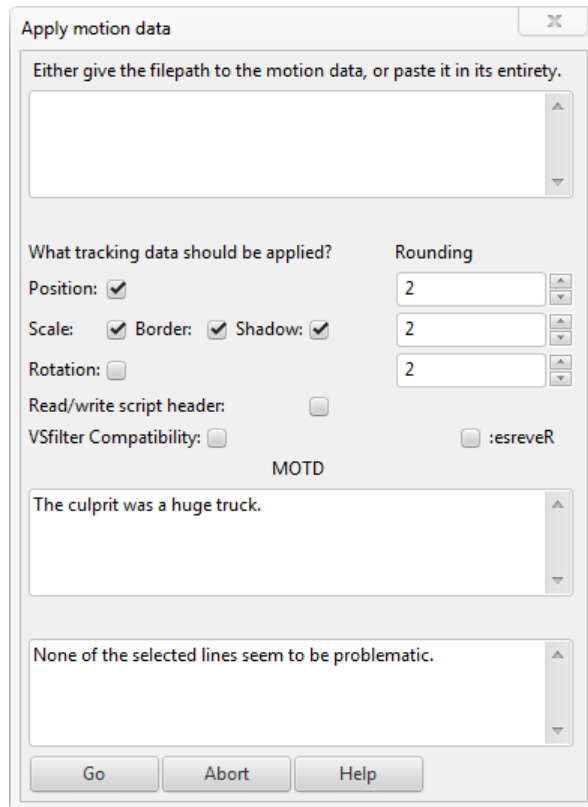 Apply motion data
Either give the filepath to the motion data, or paste it in its entirety.
What tracking data should be applied? Rounding
Position: 2
Scale: Border: Shadow: 2
Rotation: 2
Read/write script header:
VSfilter Compatibility: :esreveR
MOTD
The culprit was a huge truck.
None of the selected lines seem to be problematic.
Go Abort Help